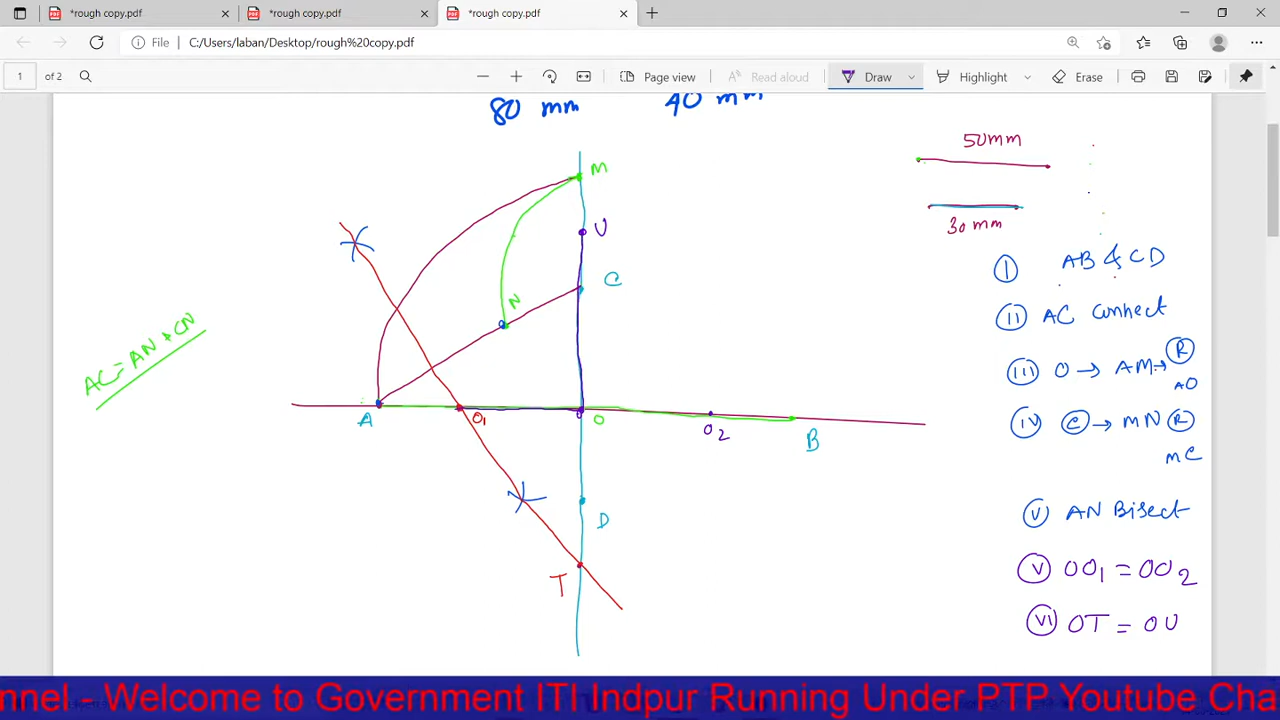 *rough copy.pdf
*rough copy.pdf
*rough copy.pdf
File
C:/Users/laban/Desktop/rough%20copy.pdf
1 of 2
Page view
Read aloud
Draw
Highlight
Erase
80 mm
40 mm
50mm
30 mm
M
U
C
N
AC = AN + CN
A
O1
O
O2
B
D
T
I AB & CD
II AC Connect
III O → AM → R
AO
IV C → MN R
MC
V AN Bisect
V OO1 = OO2
VI OT = OU
nnel - Welcome to Government ITI Indpur Running Under PTP Youtube Cha